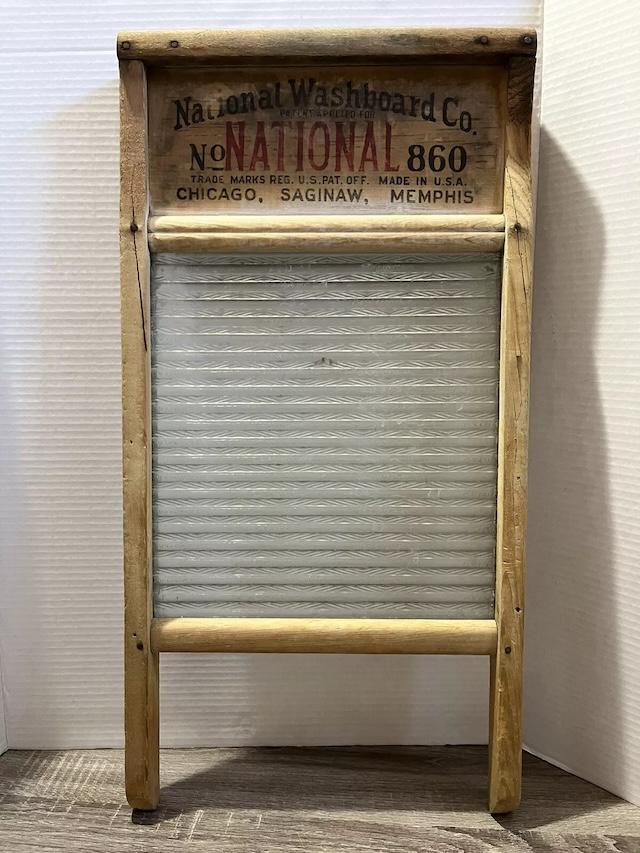 National Washboard Co.
PATENT APPLIED FOR
No NATIONAL 860
TRADE MARKS REG. U.S. PAT. OFF. MADE IN U.S.A.
CHICAGO, SAGINAW, MEMPHIS